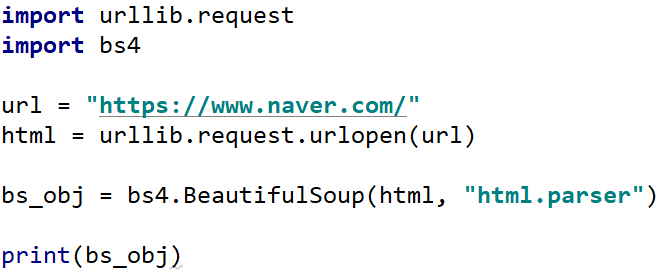 import urllib.request
import bs4
url = "https://www.naver.com/"
html = urllib.request.urlopen(url)
bs_obj = bs4.BeautifulSoup(html, "html.parser")
print(bs_obj)